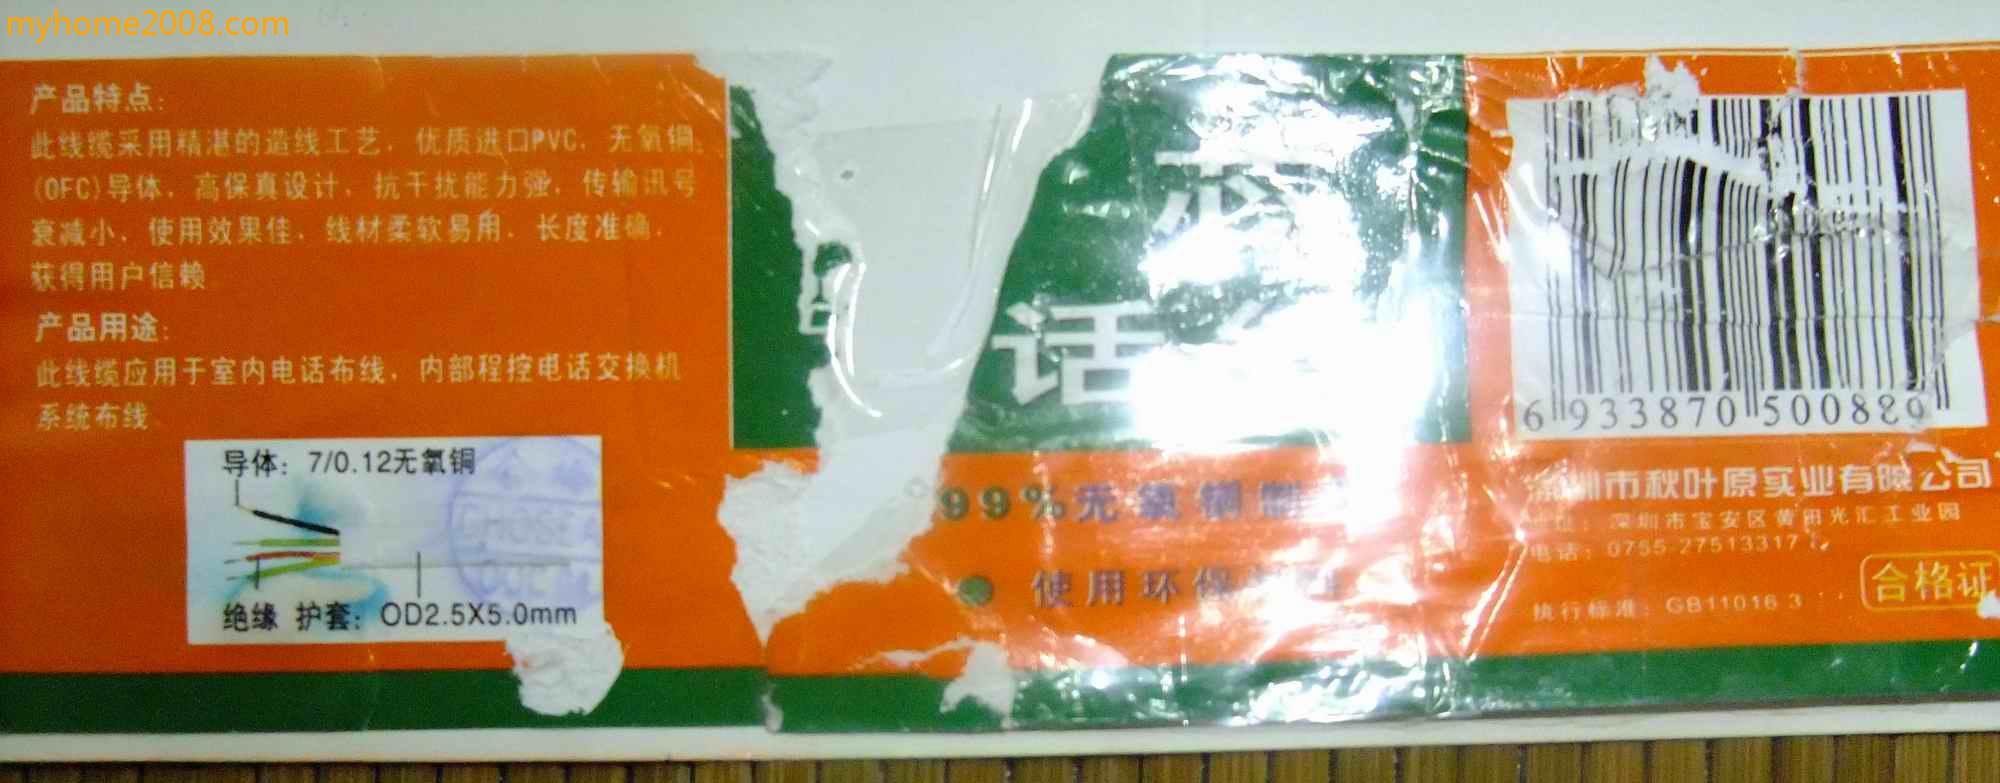 myhome2008.com
产品特点:
此线缆采用精湛的造线工艺,优质进口PVC,无氧铜
(OFC)导体,高保真设计,抗干扰能力强,传输讯号
衰减小,使用效果佳,线材柔软易用,长度准确,
获得用户信赖
产品用途:
此线缆应用于室内电话布线,内部程控电话交换机
系统布线
导体: 7/0.12无氧铜
绝缘 护套: OD2.5X5.0mm
芯
话
99%无氧铜制
使用环保
6 933870 500889
深圳市秋叶原实业有限公司
地址: 深圳市宝安区黄田光汇工业园
电话: 0755-27513317
合格证
执行标准: GB11016.3